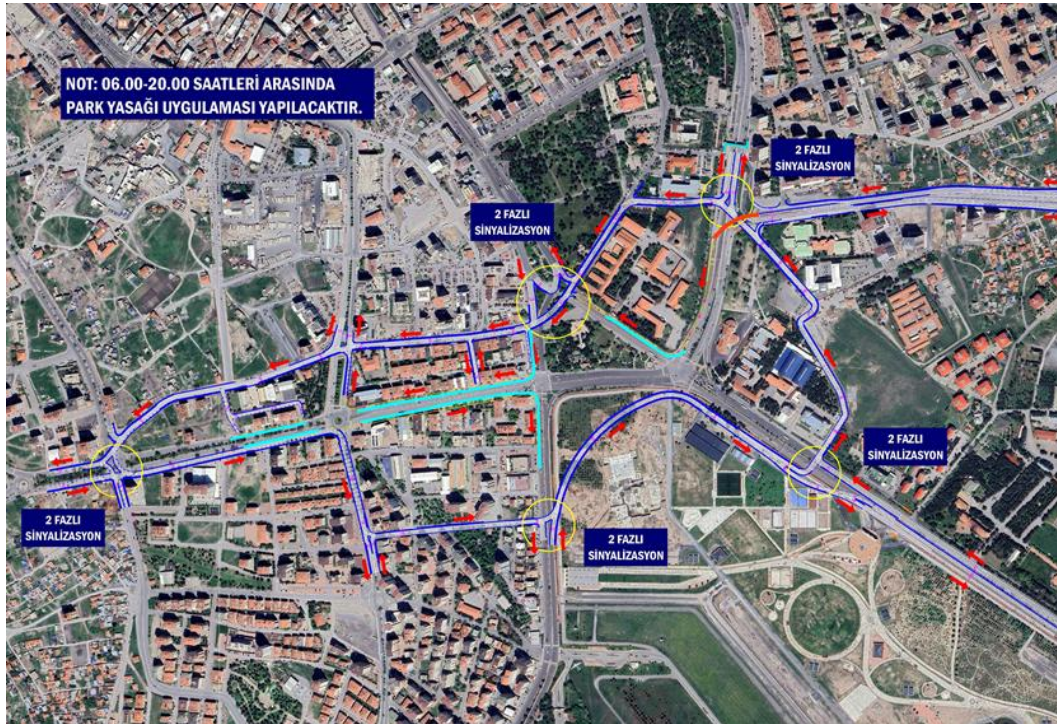 NOT: 06.00-20.00 SAATLERİ ARASINDA
PARK YASAĞI UYGULAMASI YAPILACAKTIR.
2 FAZLI
SİNYALİZASYON
2 FAZLI
SİNYALİZASYON
2 FAZLI
SİNYALİZASYON
2 FAZLI
SİNYALİZASYON
2 FAZLI
SİNYALİZASYON